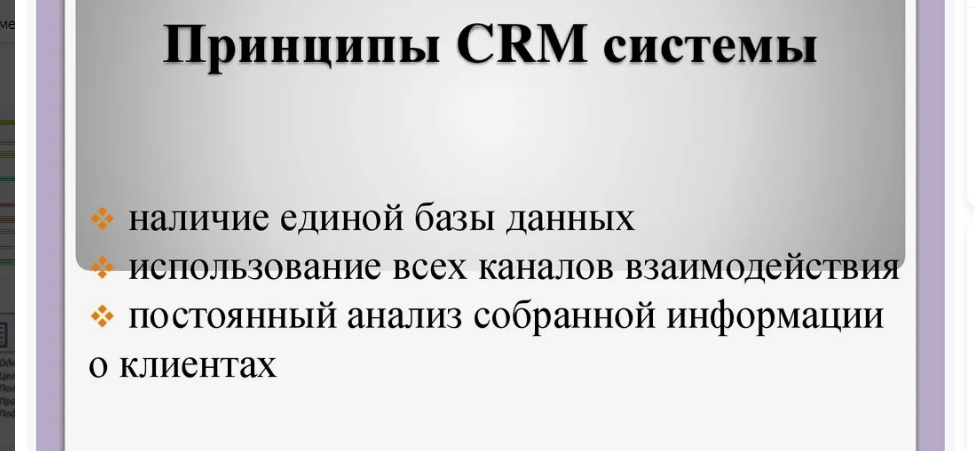 Принципы CRM системы
❖ наличие единой базы данных
❖ использование всех каналов взаимодействия
❖ постоянный анализ собранной информации
о клиентах